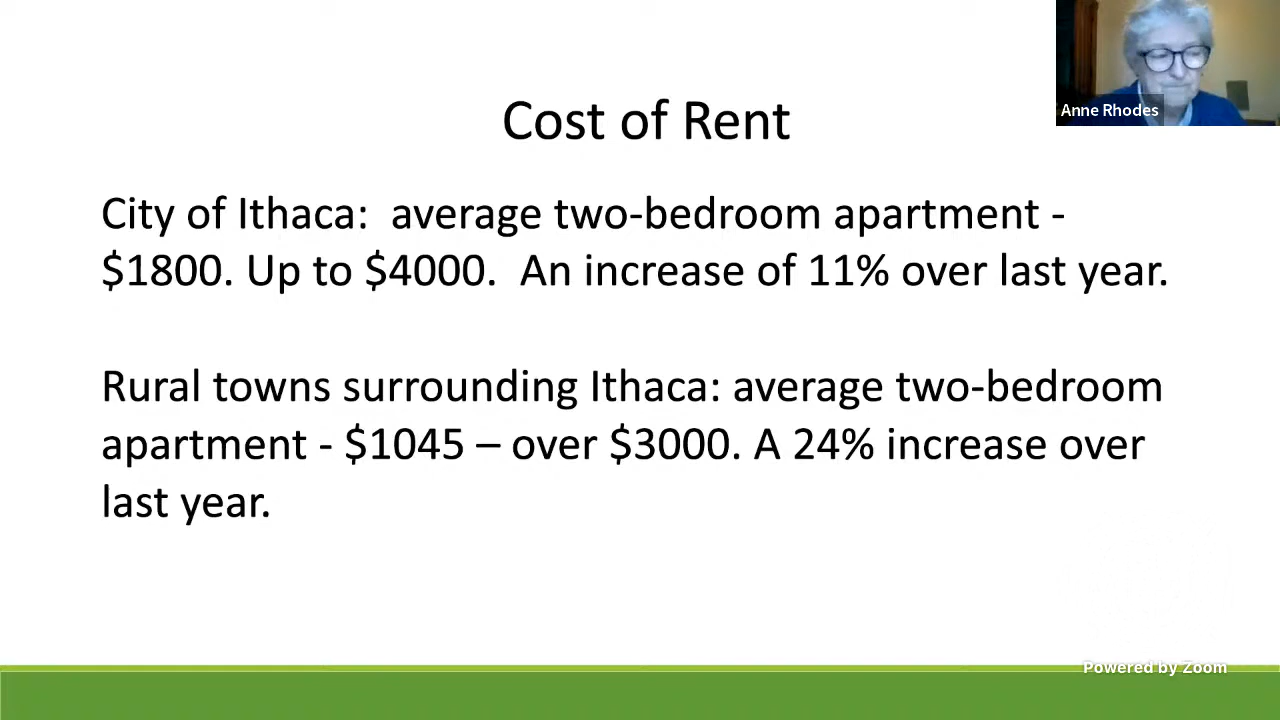 Anne Rhodes
Cost of Rent
City of Ithaca:  average two-bedroom apartment -
$1800. Up to $4000.  An increase of 11% over last year.
Rural towns surrounding Ithaca: average two-bedroom
apartment - $1045 – over $3000. A 24% increase over
last year.
Powered by Zoom